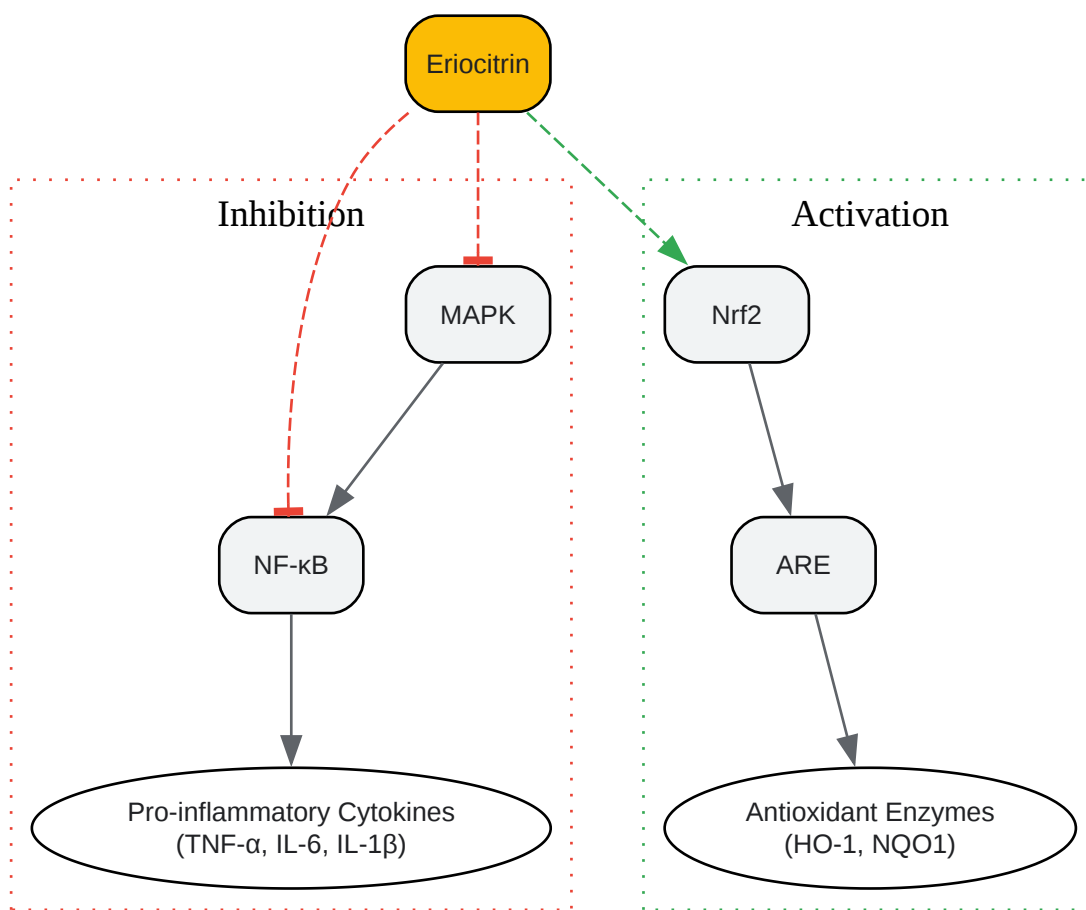 Eriocitrin
Inhibition
Activation
MAPK
Nrf2
NF-κB
ARE
Pro-inflammatory Cytokines
(TNF-α, IL-6, IL-1β)
Antioxidant Enzymes
(HO-1, NQO1)